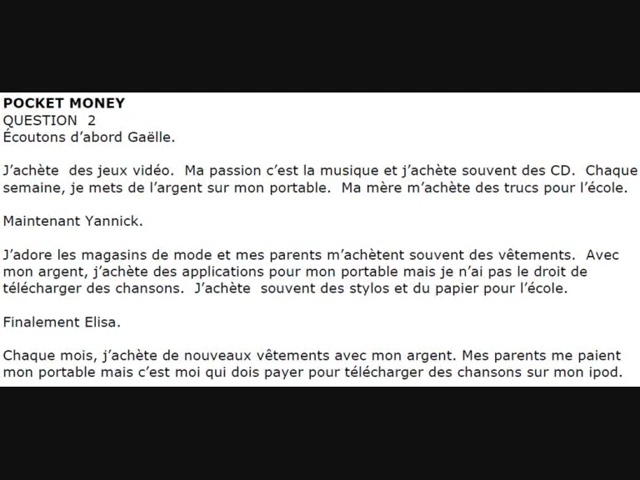 POCKET MONEY
QUESTION 2
Écoutons d'abord Gaëlle.
J'achète des jeux vidéo. Ma passion c'est la musique et j'achète souvent des CD. Chaque
semaine, je mets de l'argent sur mon portable. Ma mère m'achète des trucs pour l'école.
Maintenant Yannick.
J'adore les magasins de mode et mes parents m'achètent souvent des vêtements. Avec
mon argent, j'achète des applications pour mon portable mais je n'ai pas le droit de
télécharger des chansons. J'achète souvent des stylos et du papier pour l'école.
Finalement Elisa.
Chaque mois, j'achète de nouveaux vêtements avec mon argent. Mes parents me paient
mon portable mais c'est moi qui dois payer pour télécharger des chansons sur mon ipod.